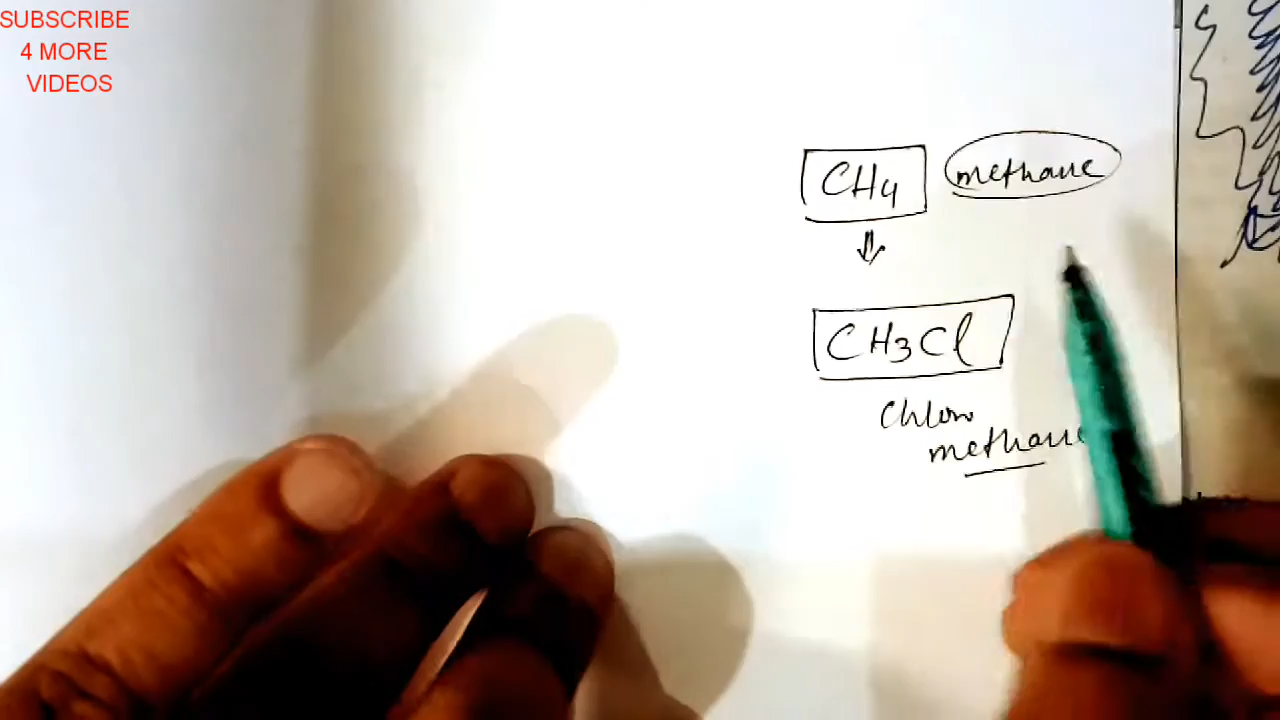 SUBSCRIBE
4 MORE
VIDEOS
CH4 methane
⇓
CH3Cl
Chloro
methane